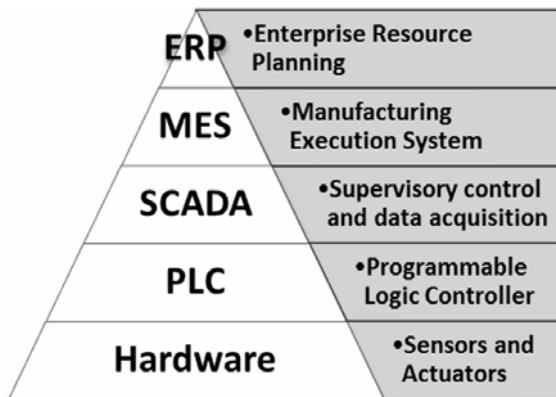 ERP
•Enterprise Resource
Planning
MES
•Manufacturing
Execution System
SCADA
•Supervisory control
and data acquisition
PLC
•Programmable
Logic Controller
Hardware
•Sensors and
Actuators